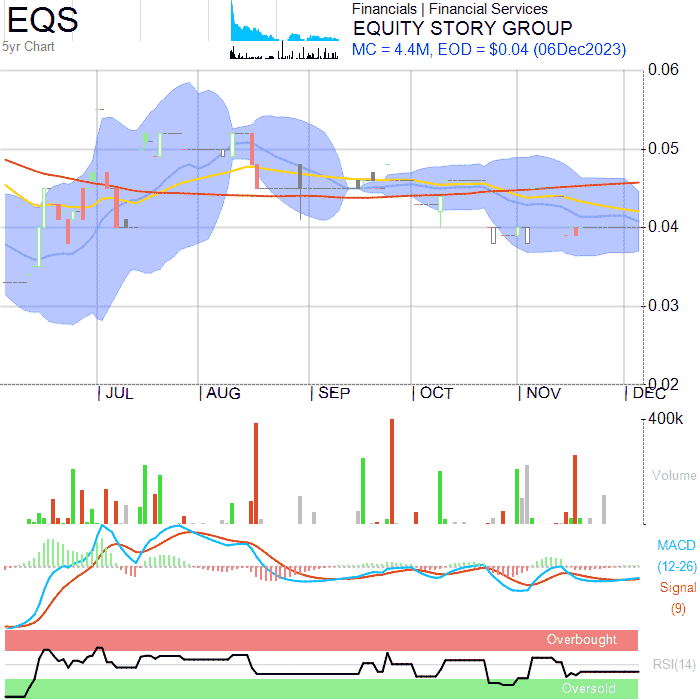 EQS
5yr Chart
Financials | Financial Services
EQUITY STORY GROUP
MC = 4.4M, EOD = $0.04 (06Dec2023)
0.06
0.05
0.04
0.03
0.02
JUL AUG SEP OCT NOV DEC
400k
Volume
MACD
(12-26)
Signal
(9)
Overbought
RSI(14)
Oversold